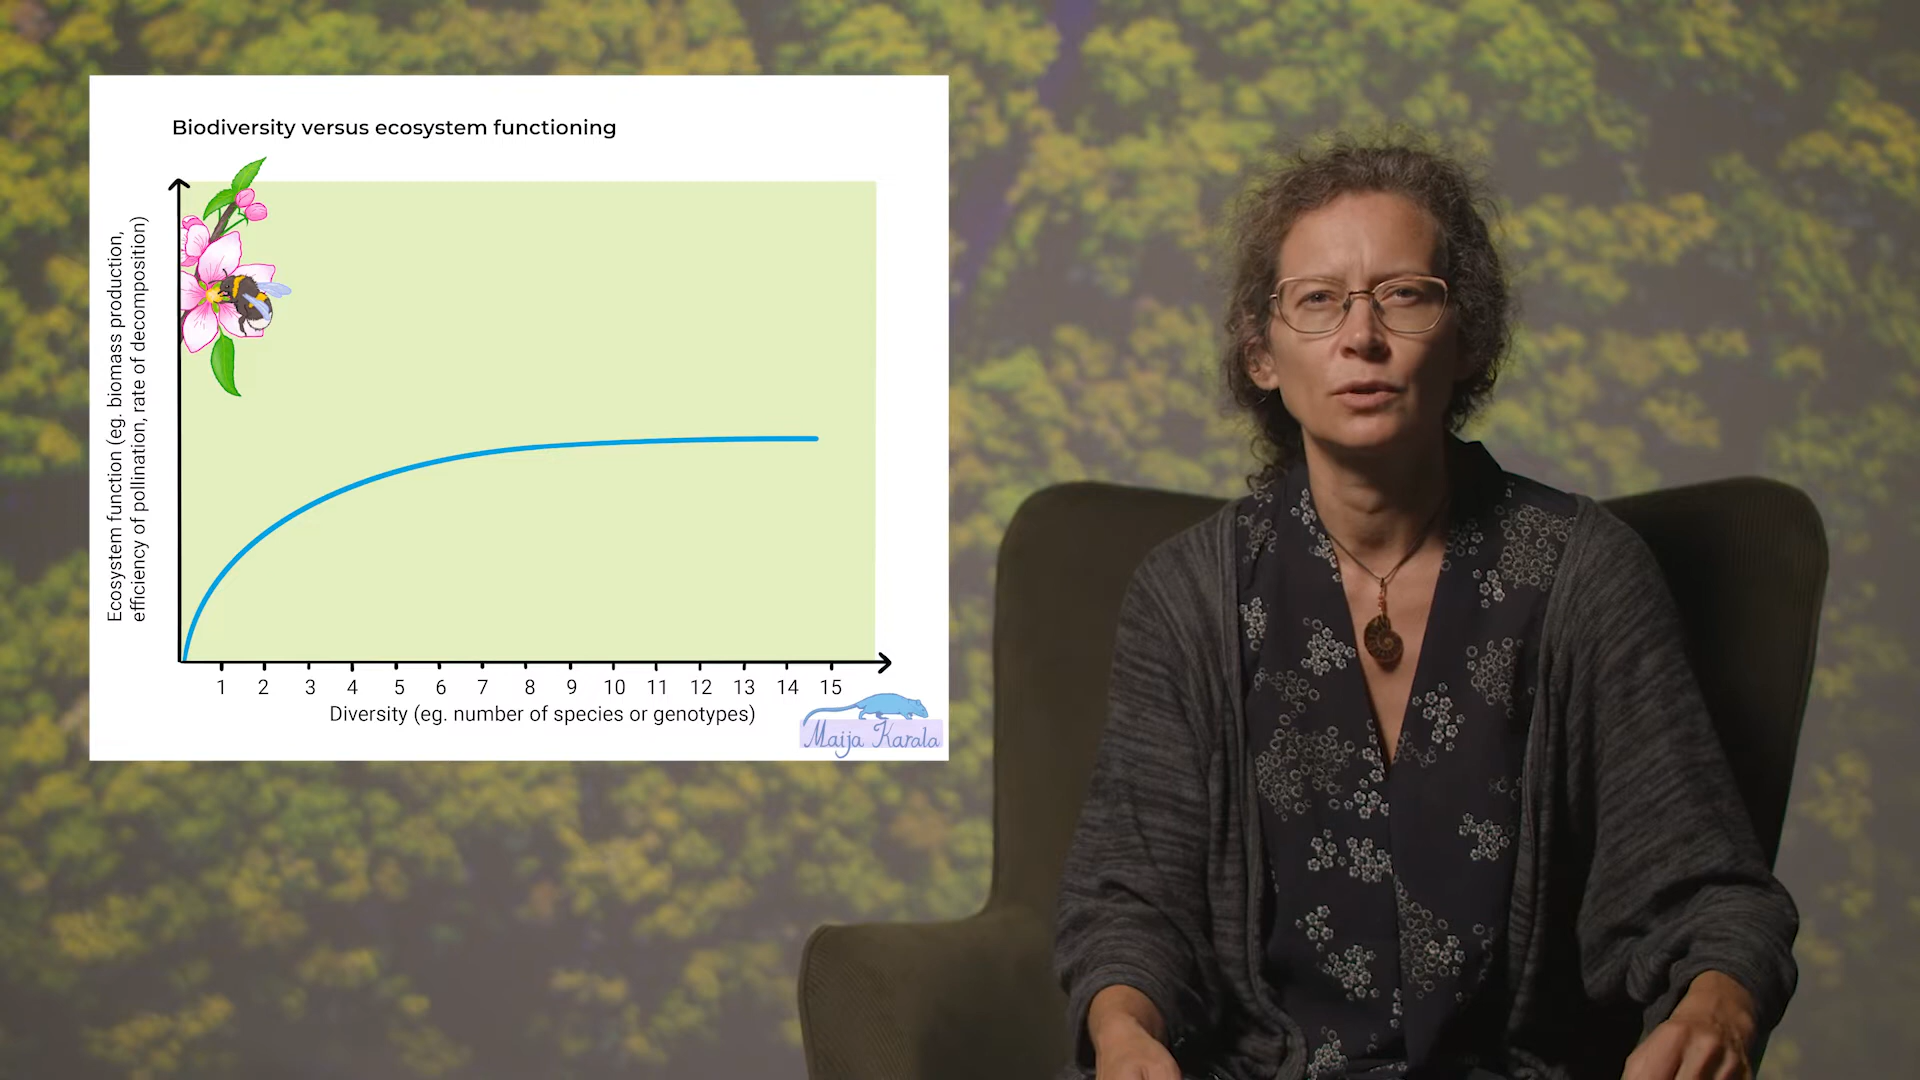 Biodiversity versus ecosystem functioning
Ecosystem function (eg. biomass production,
efficiency of pollination, rate of decomposition)
1 2 3 4 5 6 7 8 9 10 11 12 13 14 15
Diversity (eg. number of species or genotypes)
Maija Karala